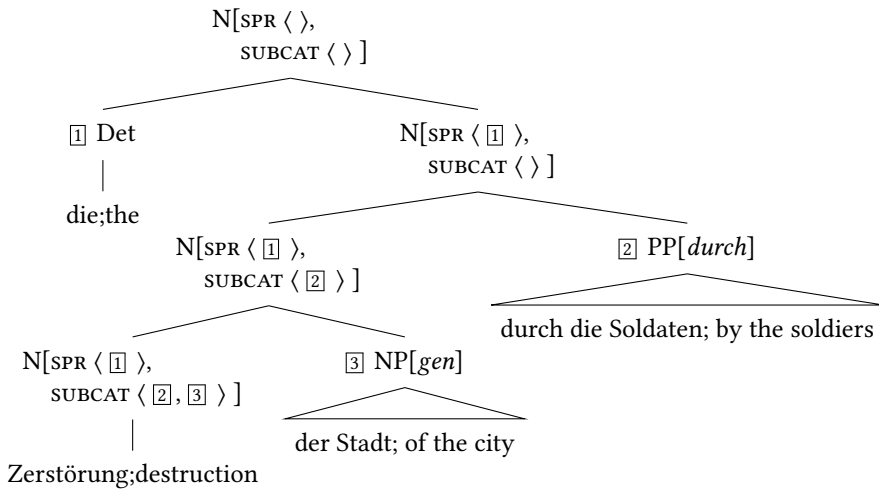 N[SPR ⟨ ⟩,
SUBCAT ⟨ ⟩ ]
1 Det
N[SPR ⟨ 1 ⟩,
SUBCAT ⟨ ⟩ ]
die;the
N[SPR ⟨ 1 ⟩,
SUBCAT ⟨ 2 ⟩ ]
2 PP[durch]
durch die Soldaten; by the soldiers
N[SPR ⟨ 1 ⟩,
SUBCAT ⟨ 2, 3 ⟩ ]
3 NP[gen]
der Stadt; of the city
Zerstörung;destruction